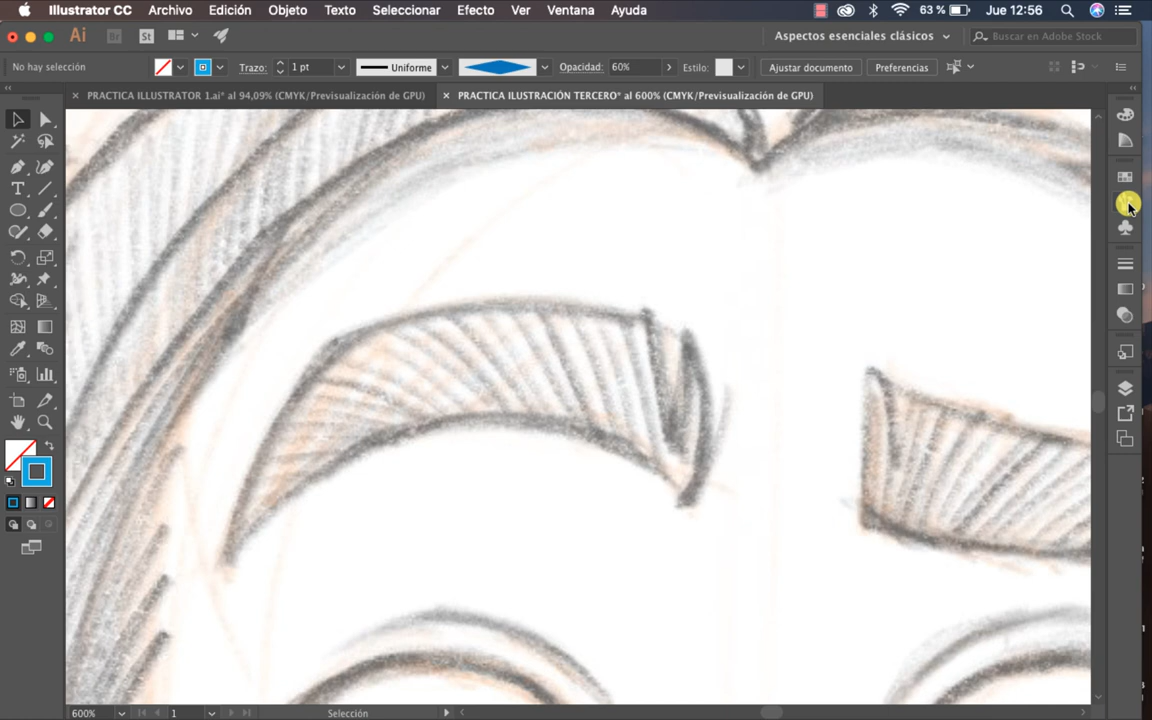 Illustrator CC Archivo Edición Objeto Texto Seleccionar Efecto Ver Ventana Ayuda 63 % Jue 12:56
Ai Br St Aspectos esenciales clásicos Buscar en Adobe Stock
No hay selección Trazo: 1 pt Uniforme Opacidad: 60% Estilo: Ajustar documento Preferencias
× PRACTICA ILLUSTRATOR 1.ai* al 94,09% (CMYK/Previsualización de GPU) × PRACTICA ILUSTRACIÓN TERCERO* al 600% (CMYK/Previsualización de GPU)
600% 1 Selección